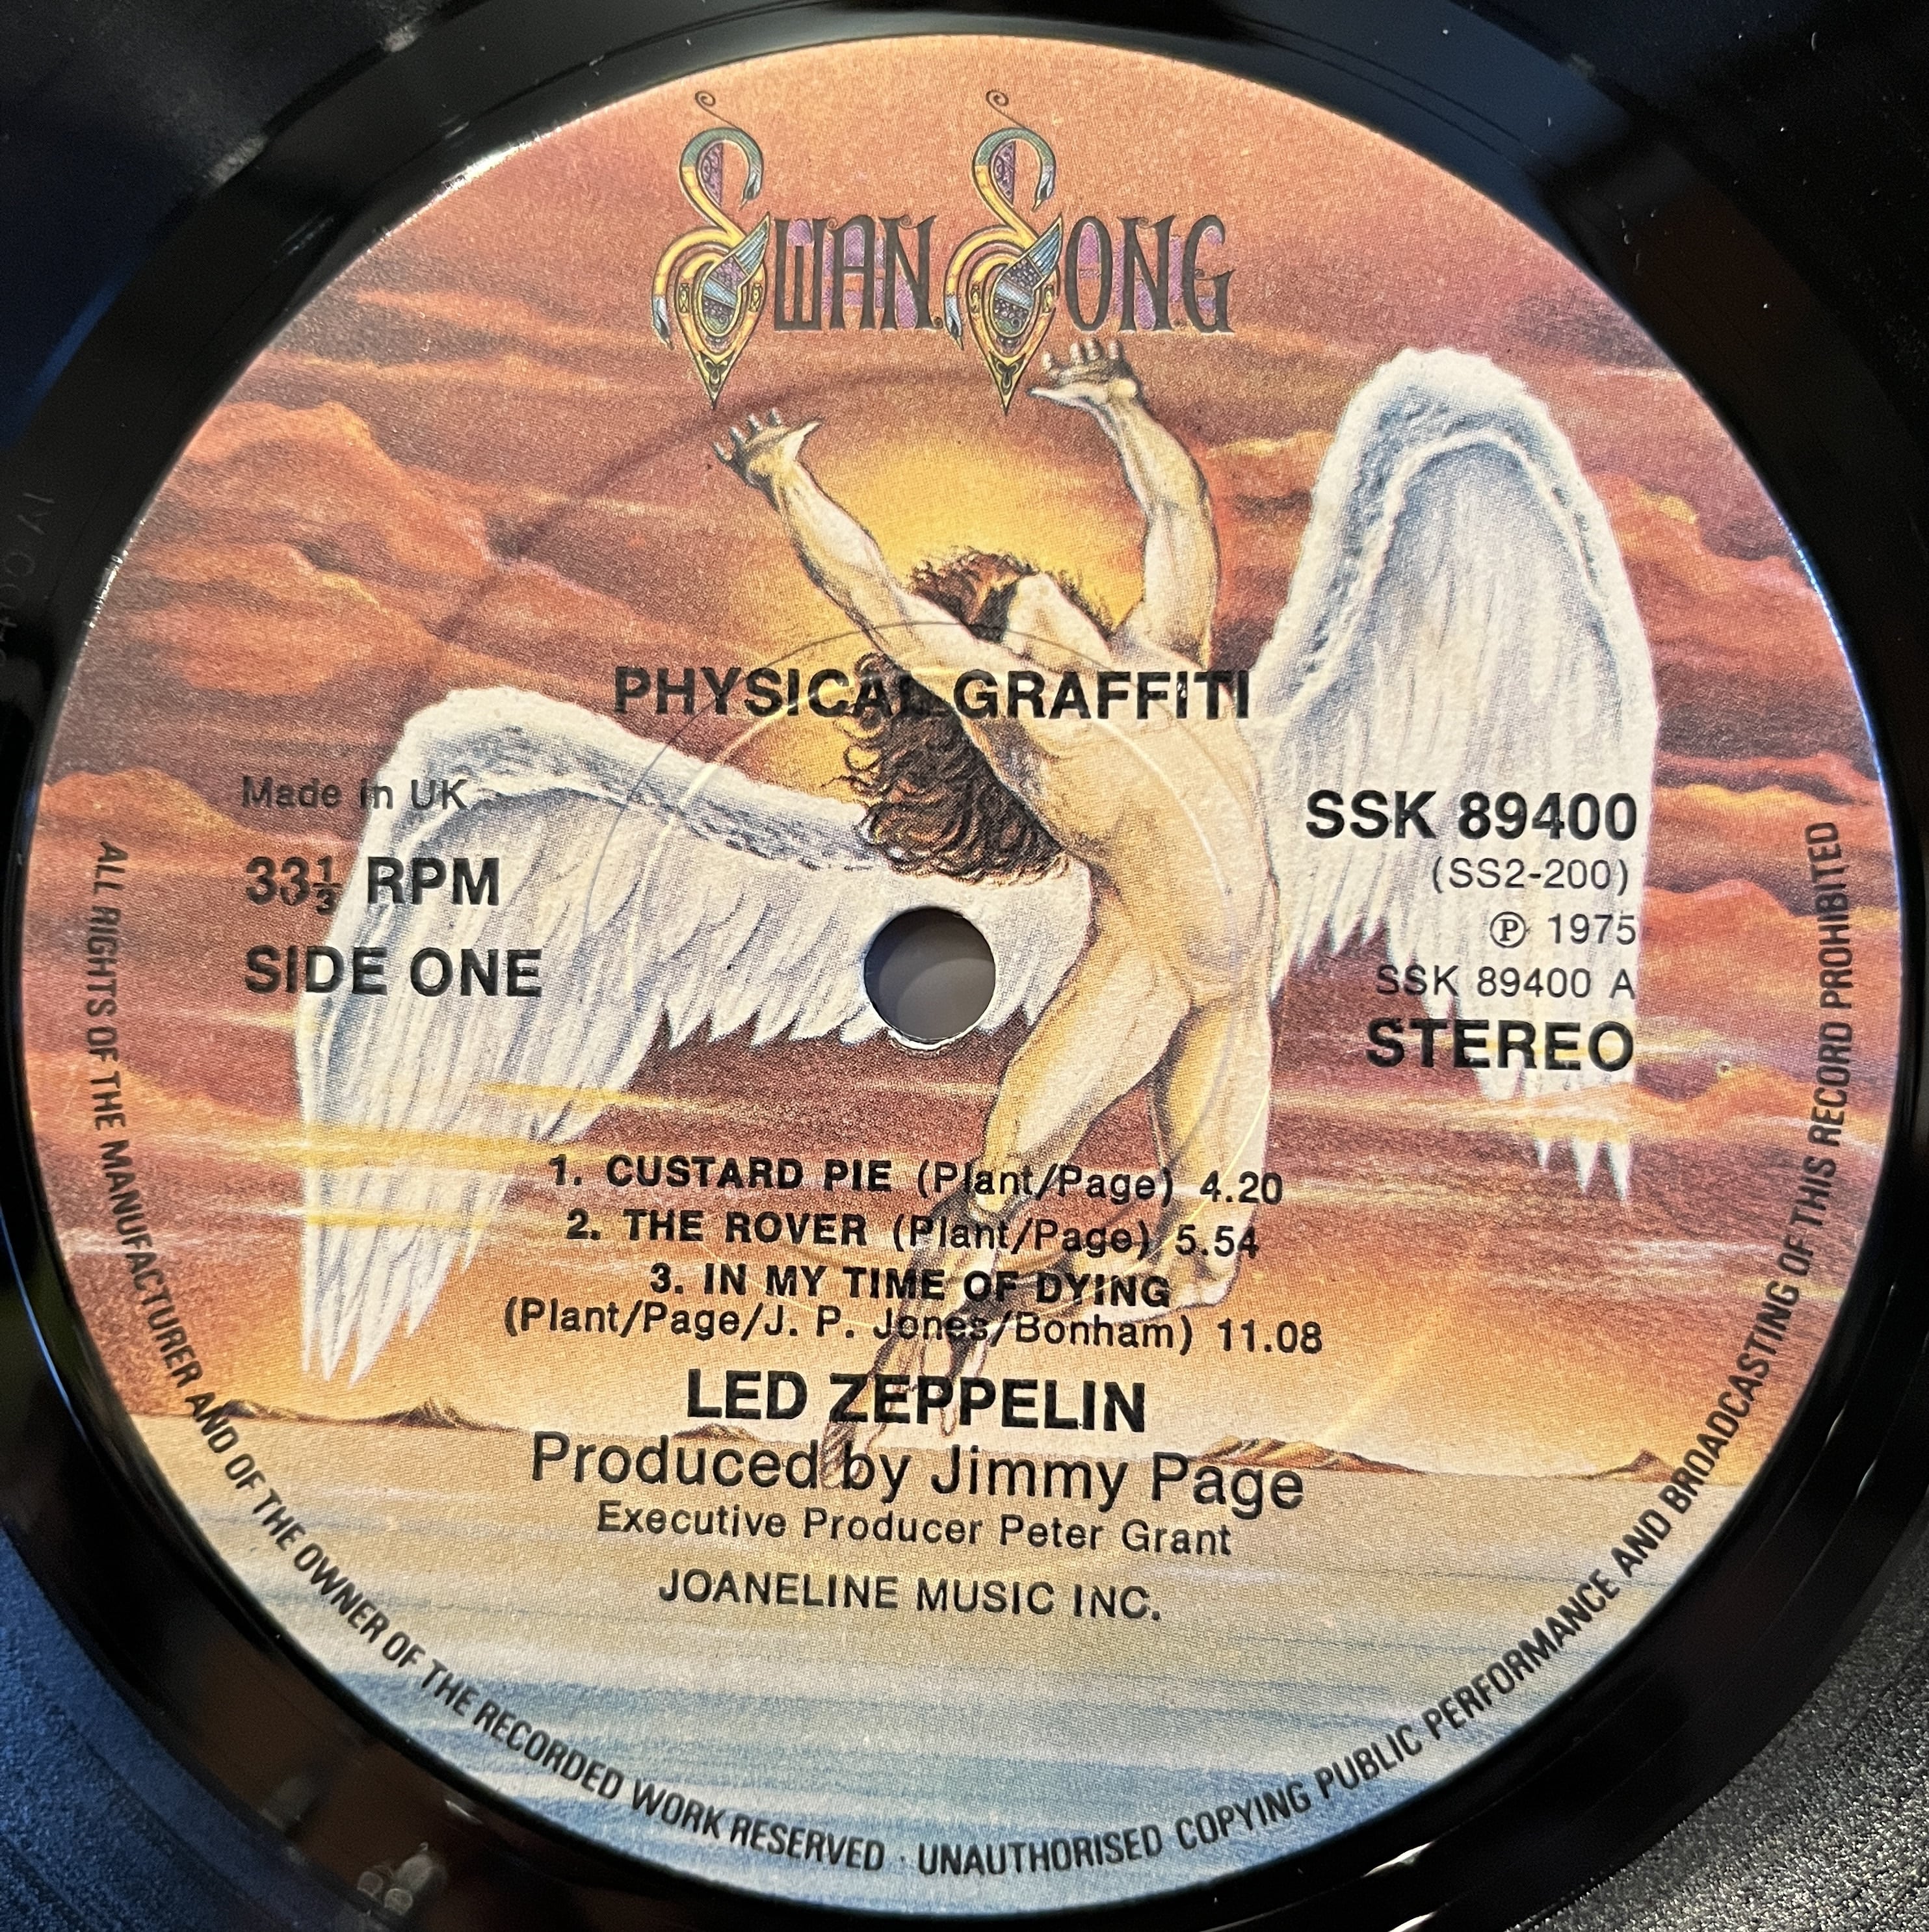 SWAN SONG
PHYSICAL GRAFFITI
Made in UK
33⅓ RPM
SIDE ONE
SSK 89400
(SS2-200)
℗ 1975
SSK 89400 A
STEREO
1. CUSTARD PIE (Plant/Page) 4.20
2. THE ROVER (Plant/Page) 5.54
3. IN MY TIME OF DYING
(Plant/Page/J. P. Jones/Bonham) 11.08
LED ZEPPELIN
Produced by Jimmy Page
Executive Producer Peter Grant
JOANELINE MUSIC INC.
ALL RIGHTS OF THE MANUFACTURER AND OF THE OWNER OF THE RECORDED WORK RESERVED · UNAUTHORISED COPYING PUBLIC PERFORMANCE AND BROADCASTING OF THIS RECORD PROHIBITED